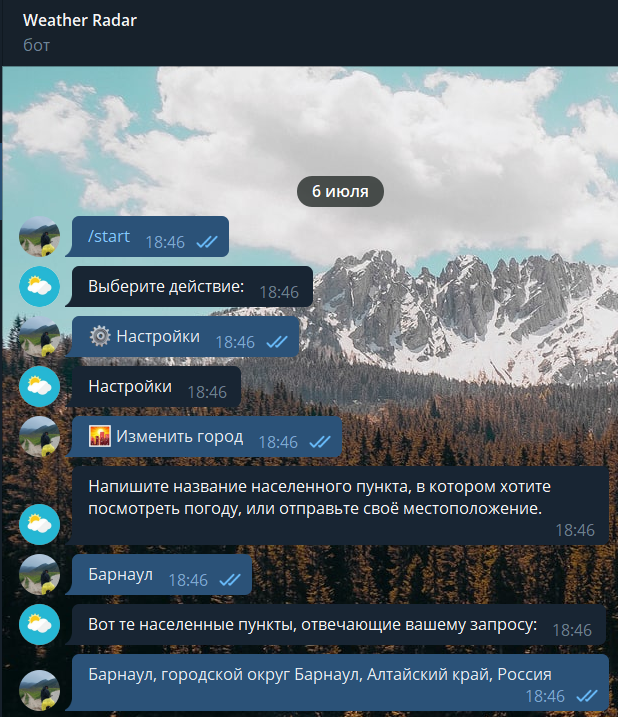 Weather Radar
бот
6 июля
/start 18:46
Выберите действие: 18:46
Настройки 18:46
Настройки 18:46
Изменить город 18:46
Напишите название населенного пункта, в котором хотите
посмотреть погоду, или отправьте своё местоположение.
18:46
Барнаул 18:46
Вот те населенные пункты, отвечающие вашему запросу: 18:46
Барнаул, городской округ Барнаул, Алтайский край, Россия
18:46